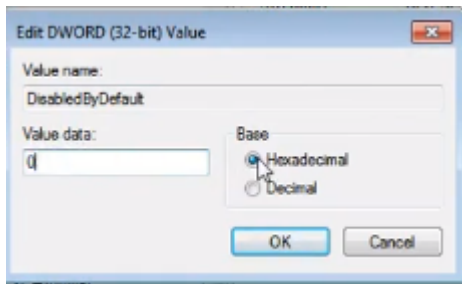 Edit DWORD (32-bit) Value
Value name:
DisabledByDefault
Value data:
0
Base
Hexadecimal
Decimal
OK
Cancel